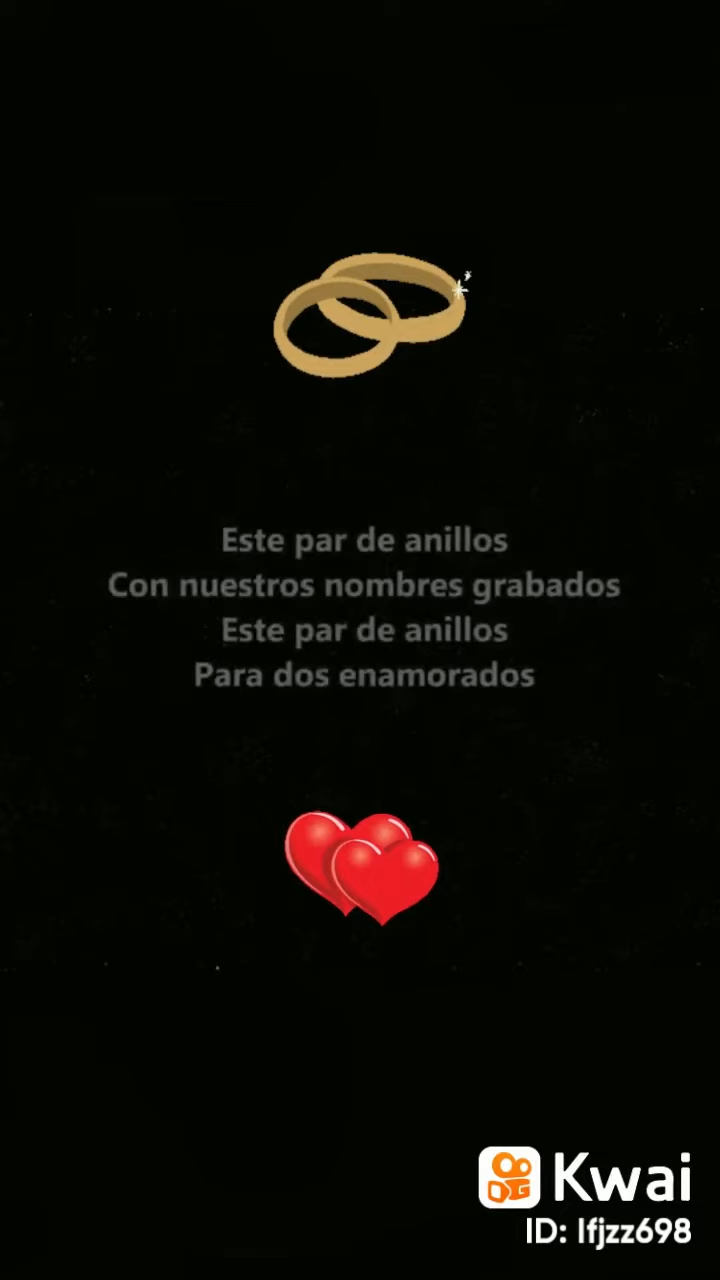 Este par de anillos
Con nuestros nombres grabados
Este par de anillos
Para dos enamorados
Kwai
ID: lfjzz698